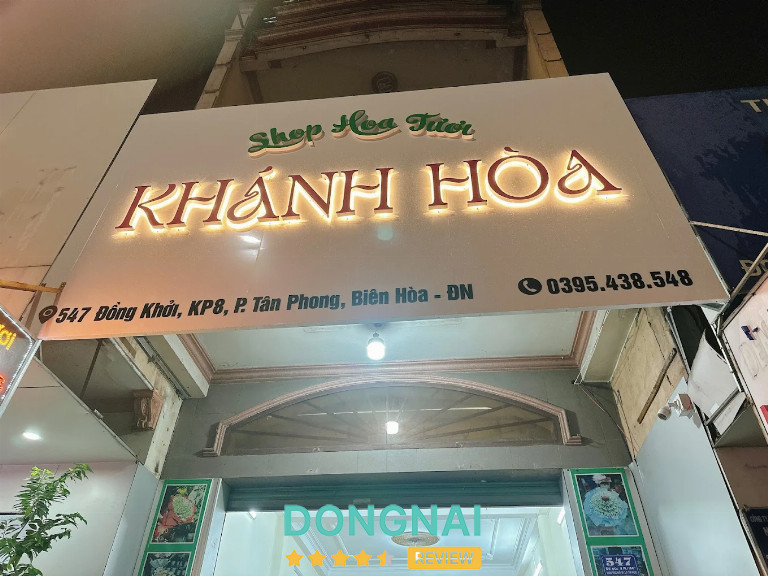 Shop Hoa Tươi
KHÁNH HÒA
547 Đồng Khởi, KP8, P. Tân Phong, Biên Hòa - ĐN
0395.438.548
547
DONGNAI
REVIEW